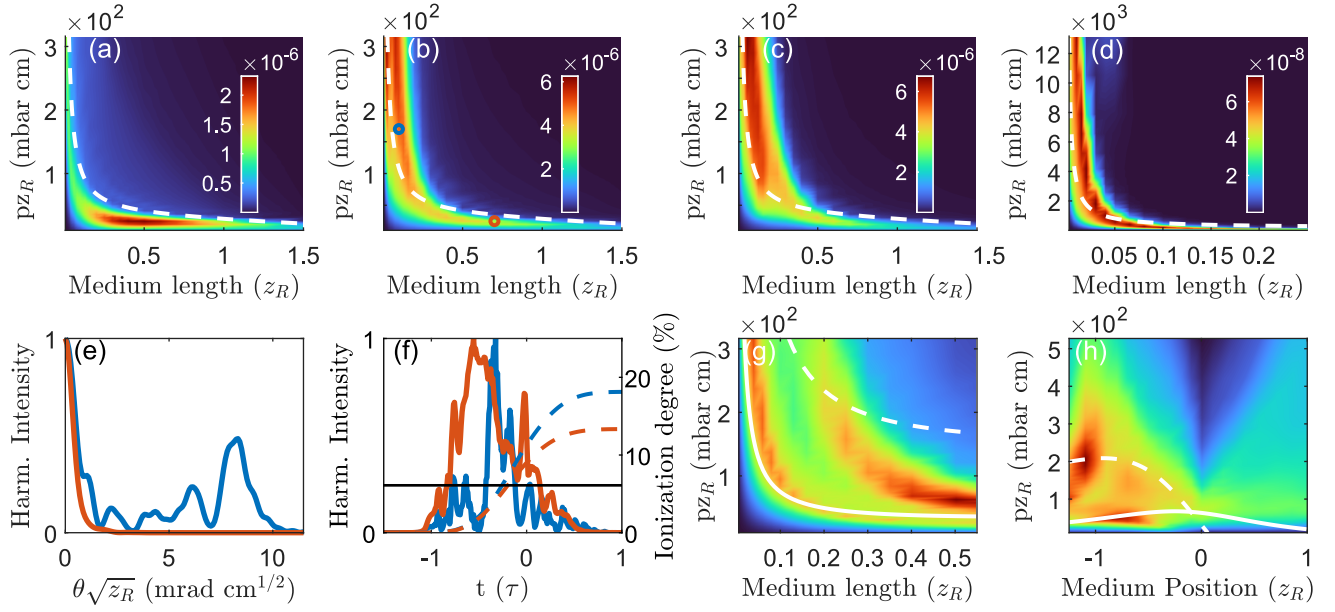 ×10²
(a)
×10⁻⁶
pz_R (mbar cm)
3
2
1
2
1.5
1
0.5
0.5 1 1.5
Medium length (z_R)
×10²
(b)
×10⁻⁶
pz_R (mbar cm)
3
2
1
6
4
2
0.5 1 1.5
Medium length (z_R)
×10²
(c)
×10⁻⁶
pz_R (mbar cm)
3
2
1
6
4
2
0.5 1 1.5
Medium length (z_R)
×10³
(d)
×10⁻⁸
pz_R (mbar cm)
12
10
8
6
4
2
6
4
2
0.05 0.1 0.15 0.2
Medium length (z_R)
(e)
Harm. Intensity
1
0
0 5 10
θ√z_R (mrad cm^1/2)
(f)
Harm. Intensity
1
0
-1 0 1
t (τ)
20
10
0
Ionization degree (%)
×10²
(g)
pz_R (mbar cm)
3
2
1
0.1 0.2 0.3 0.4 0.5
Medium length (z_R)
×10²
(h)
pz_R (mbar cm)
5
4
3
2
1
-1 0 1
Medium Position (z_R)